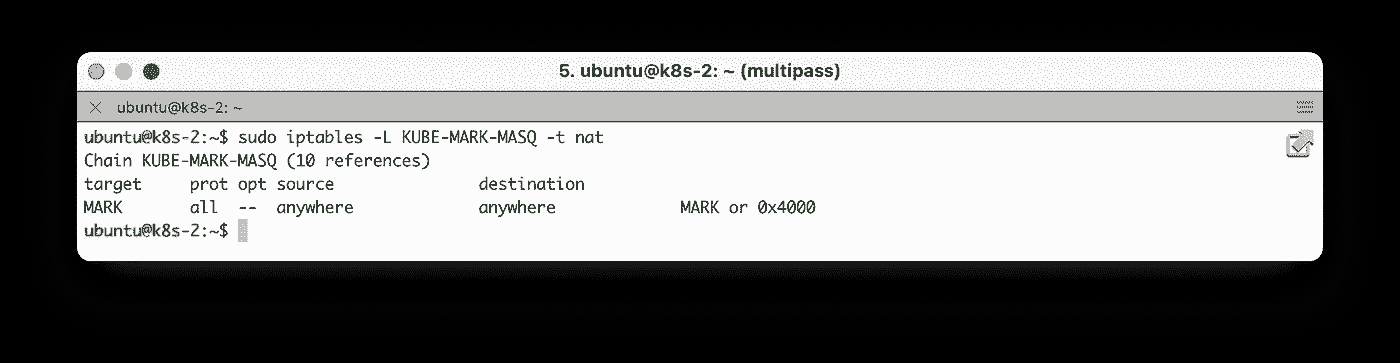 5. ubuntu@k8s-2: ~ (multipass)
ubuntu@k8s-2: ~
ubuntu@k8s-2:~$ sudo iptables -L KUBE-MARK-MASQ -t nat
Chain KUBE-MARK-MASQ (10 references)
target     prot opt source               destination
MARK       all  --  anywhere             anywhere             MARK or 0x4000
ubuntu@k8s-2:~$